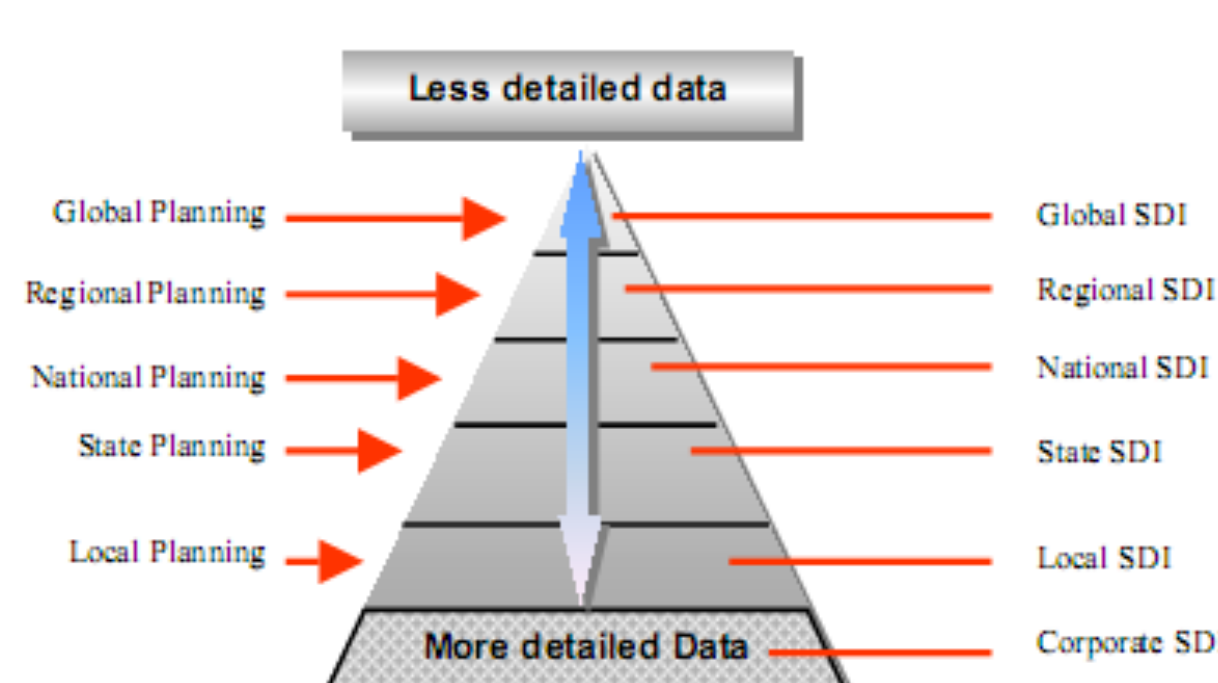 Less detailed data
Global Planning
Global SDI
Regional Planning
Regional SDI
National Planning
National SDI
State Planning
State SDI
Local Planning
Local SDI
More detailed Data
Corporate SD